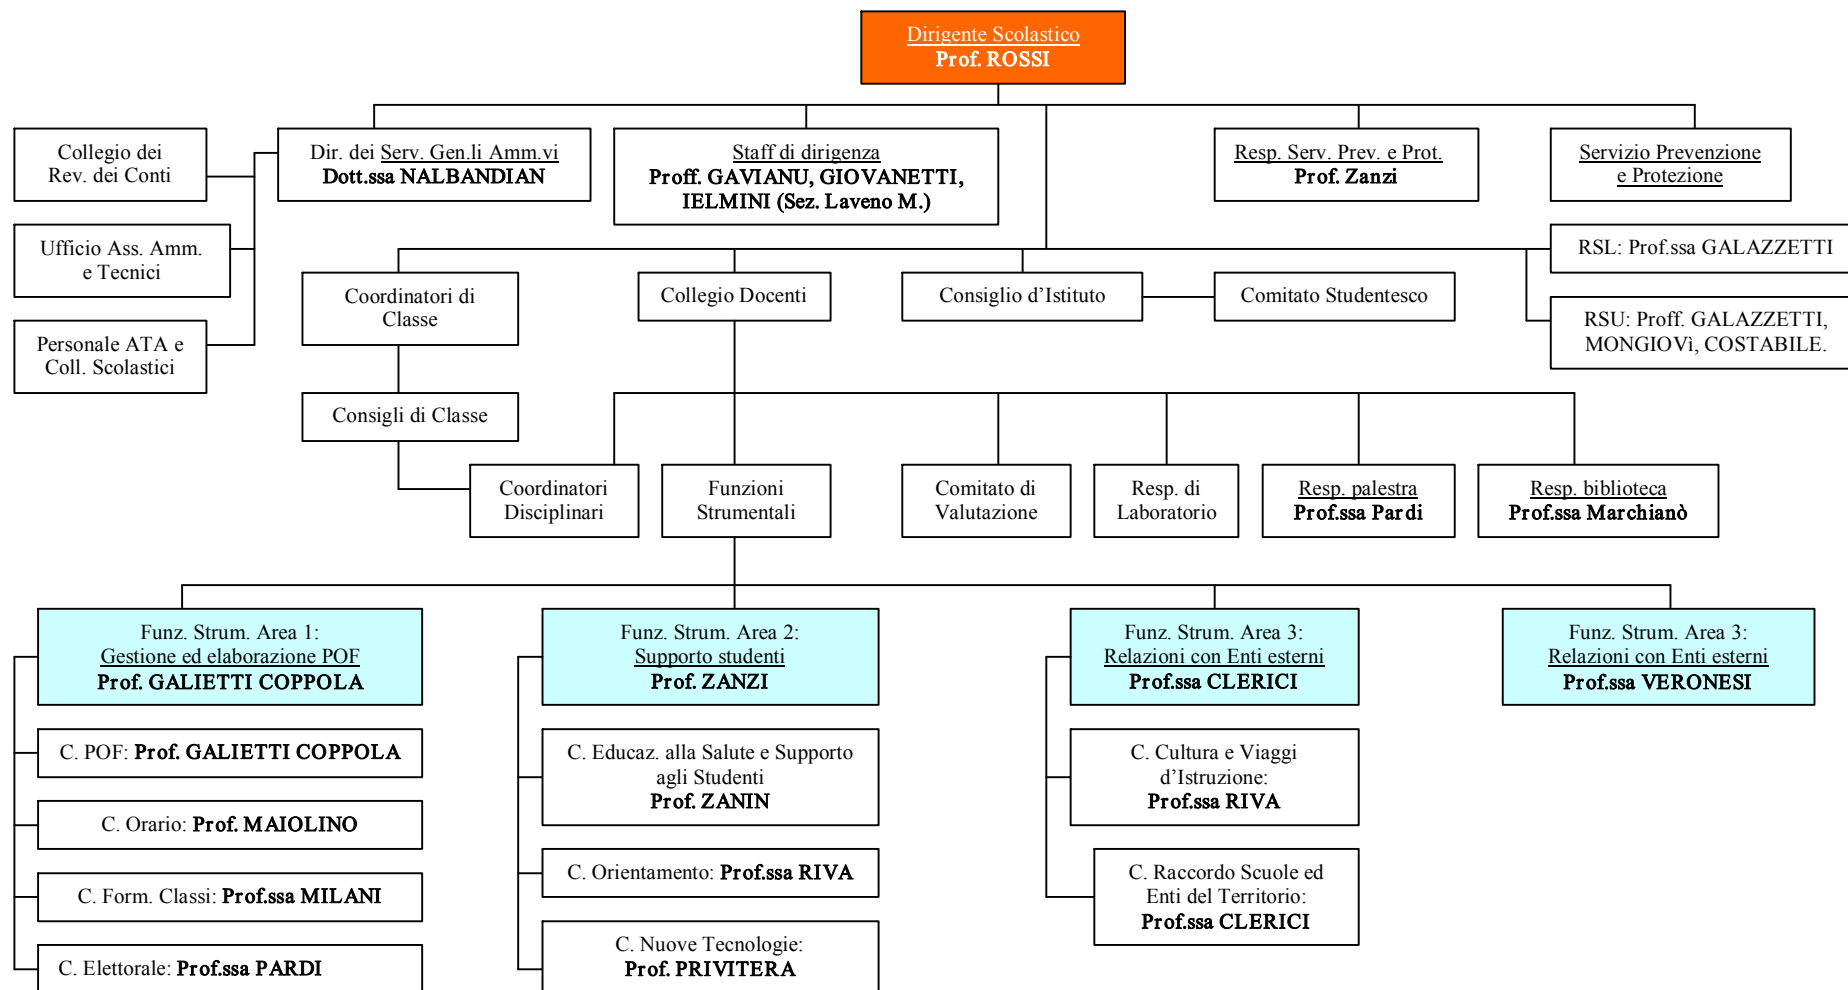 Dirigente Scolastico
Prof. ROSSI
Collegio dei
Rev. dei Conti
Dir. dei Serv. Gen.li Amm.vi
Dott.ssa NALBANDIAN
Staff di dirigenza
Proff. GAVIANU, GIOVANETTI,
IELMINI (Sez. Laveno M.)
Resp. Serv. Prev. e Prot.
Prof. Zanzi
Servizio Prevenzione
e Protezione
Ufficio Ass. Amm.
e Tecnici
RSL: Prof.ssa GALAZZETTI
Coordinatori di
Classe
Collegio Docenti
Consiglio d’Istituto
Comitato Studentesco
RSU: Proff. GALAZZETTI,
MONGIOVì, COSTABILE.
Personale ATA e
Coll. Scolastici
Consigli di Classe
Coordinatori
Disciplinari
Funzioni
Strumentali
Comitato di
Valutazione
Resp. di
Laboratorio
Resp. palestra
Prof.ssa Pardi
Resp. biblioteca
Prof.ssa Marchianò
Funz. Strum. Area 1:
Gestione ed elaborazione POF
Prof. GALIETTI COPPOLA
Funz. Strum. Area 2:
Supporto studenti
Prof. ZANZI
Funz. Strum. Area 3:
Relazioni con Enti esterni
Prof.ssa CLERICI
Funz. Strum. Area 3:
Relazioni con Enti esterni
Prof.ssa VERONESI
C. POF: Prof. GALIETTI COPPOLA
C. Educaz. alla Salute e Supporto
agli Studenti
Prof. ZANIN
C. Cultura e Viaggi
d’Istruzione:
Prof.ssa RIVA
C. Orario: Prof. MAIOLINO
C. Orientamento: Prof.ssa RIVA
C. Raccordo Scuole ed
Enti del Territorio:
Prof.ssa CLERICI
C. Form. Classi: Prof.ssa MILANI
C. Nuove Tecnologie:
Prof. PRIVITERA
C. Elettorale: Prof.ssa PARDI